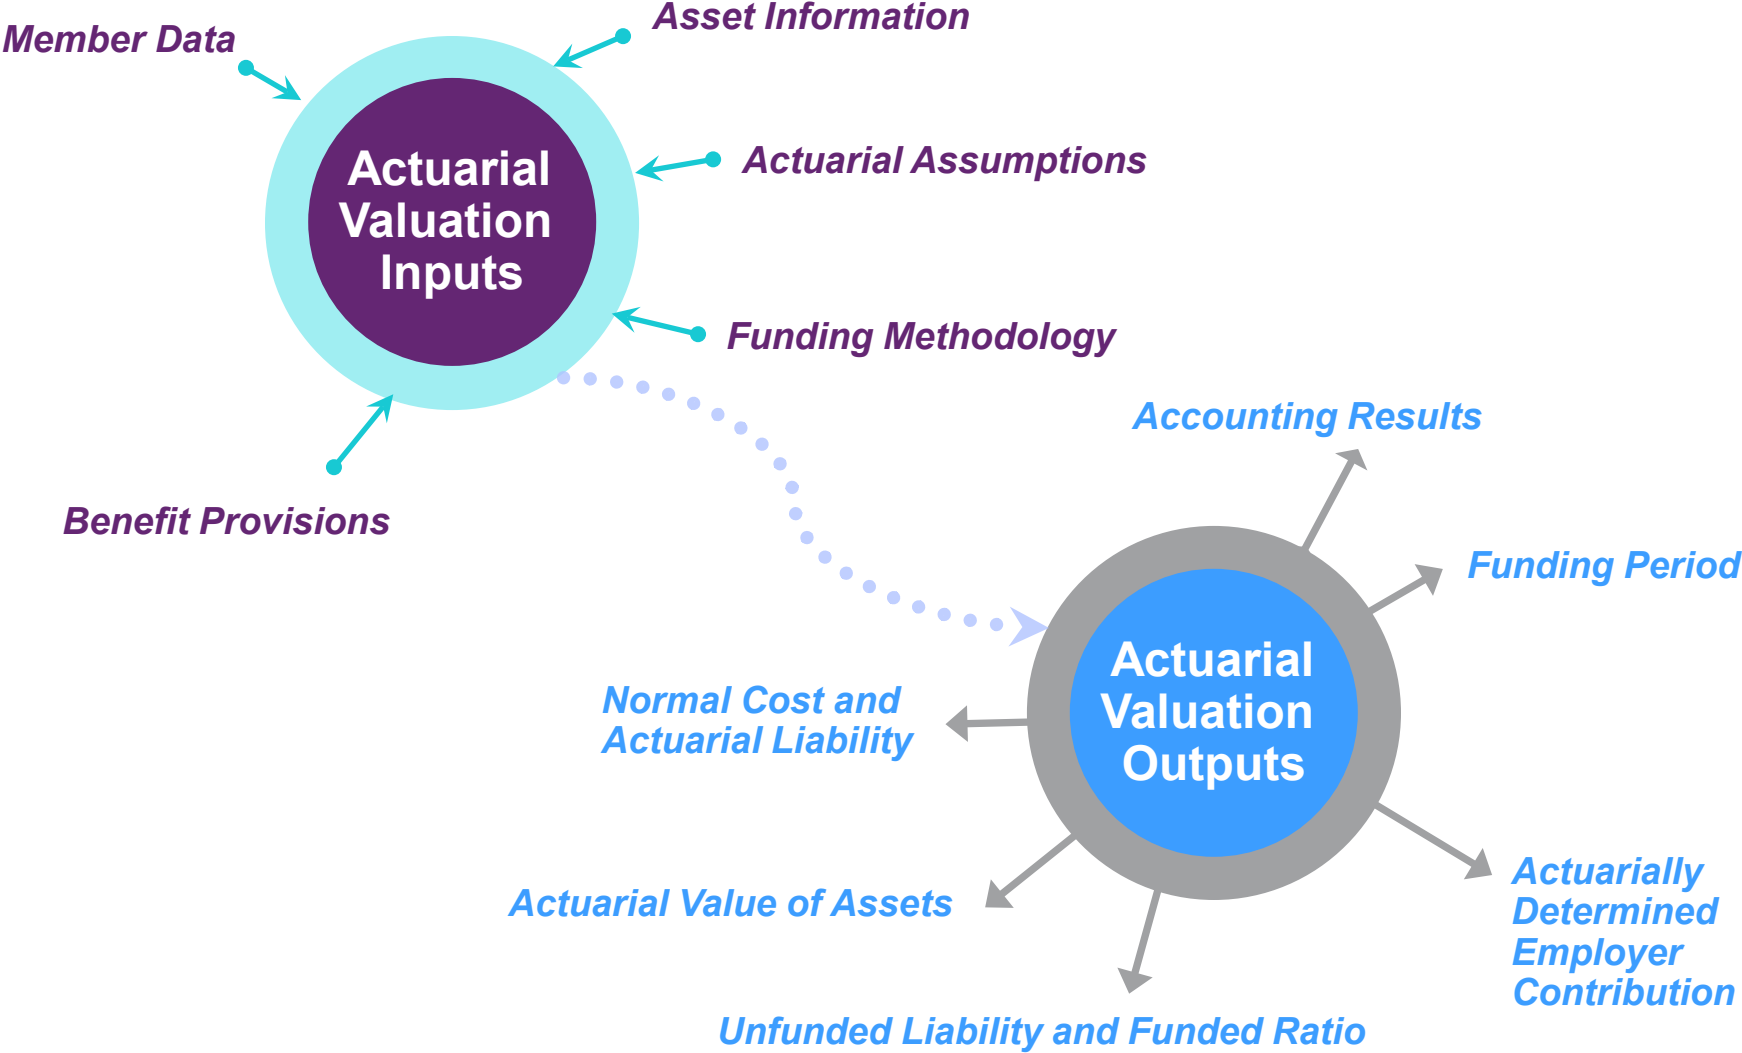 Asset Information
Member Data
Actuarial
Valuation
Inputs
Actuarial Assumptions
Funding Methodology
Benefit Provisions
Accounting Results
Funding Period
Actuarial
Valuation
Outputs
Normal Cost and
Actuarial Liability
Actuarial Value of Assets
Actuarially
Determined
Employer
Contribution
Unfunded Liability and Funded Ratio